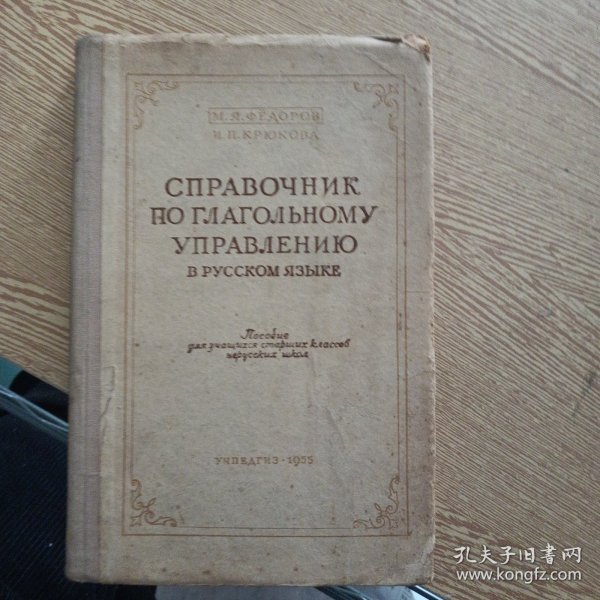 М. Я. ФЕДОРОВ
И. П. КРЮКОВА
СПРАВОЧНИК
ПО ГЛАГОЛЬНОМУ
УПРАВЛЕНИЮ
В РУССКОМ ЯЗЫКЕ
Пособие
для учащихся старших классов
нерусских школ
УЧПЕДГИЗ · 1955
孔夫子旧书网
www.kongfz.com